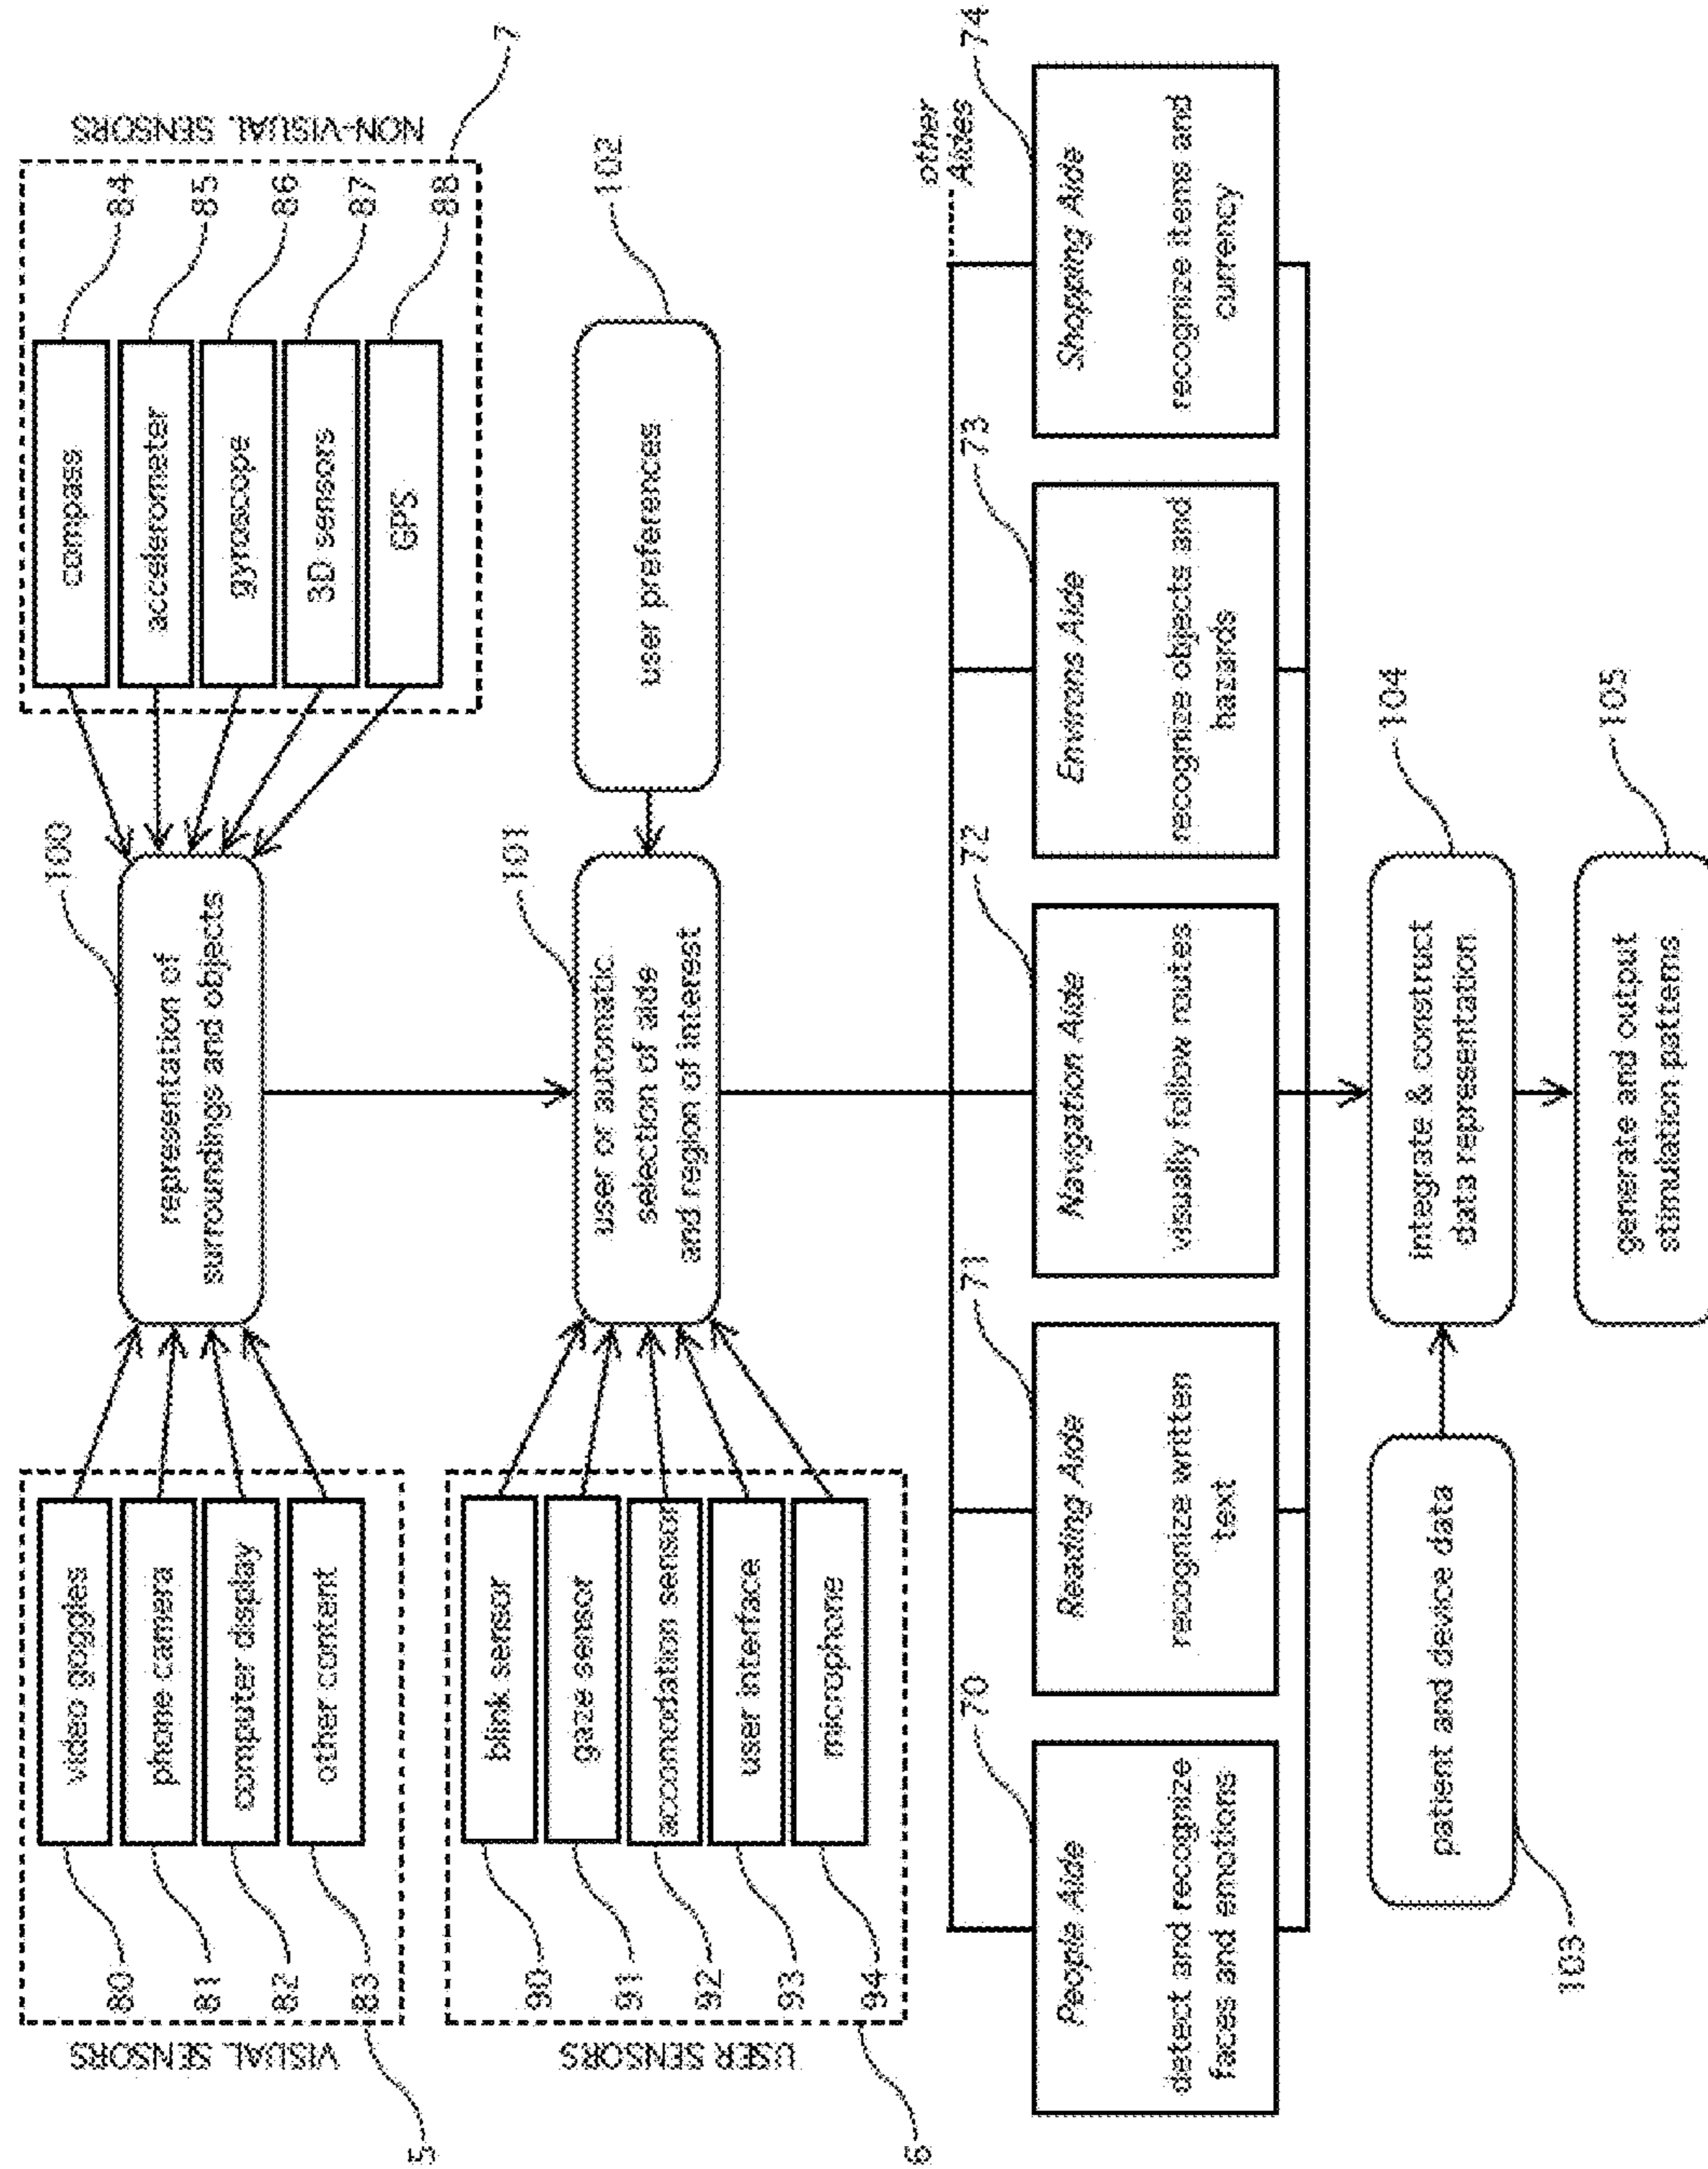 VISUAL SENSORS
5
80
video goggles
81
phone camera
82
computer display
83
other content
100
representation of
surroundings and objects
NON-VISUAL SENSORS
7
compass
84
accelerometer
85
gyroscope
86
3D sensors
87
GPS
88
USER SENSORS
6
90
blink sensor
91
gaze sensor
92
accomodation sensor
93
user interface
94
microphone
101
user or automatic
selection of aide
and region of interest
102
user preferences
other
Aides
70
People Aide
detect and recognize
faces and emotions
71
Reading Aide
recognize written
text
72
Navigation Aide
visually follow routes
73
Environs Aide
recognize objects and
hazards
74
Shopping Aide
recognize items and
currency
103
patient and device data
104
integrate & construct
data representation
105
generate and output
stimulation patterns